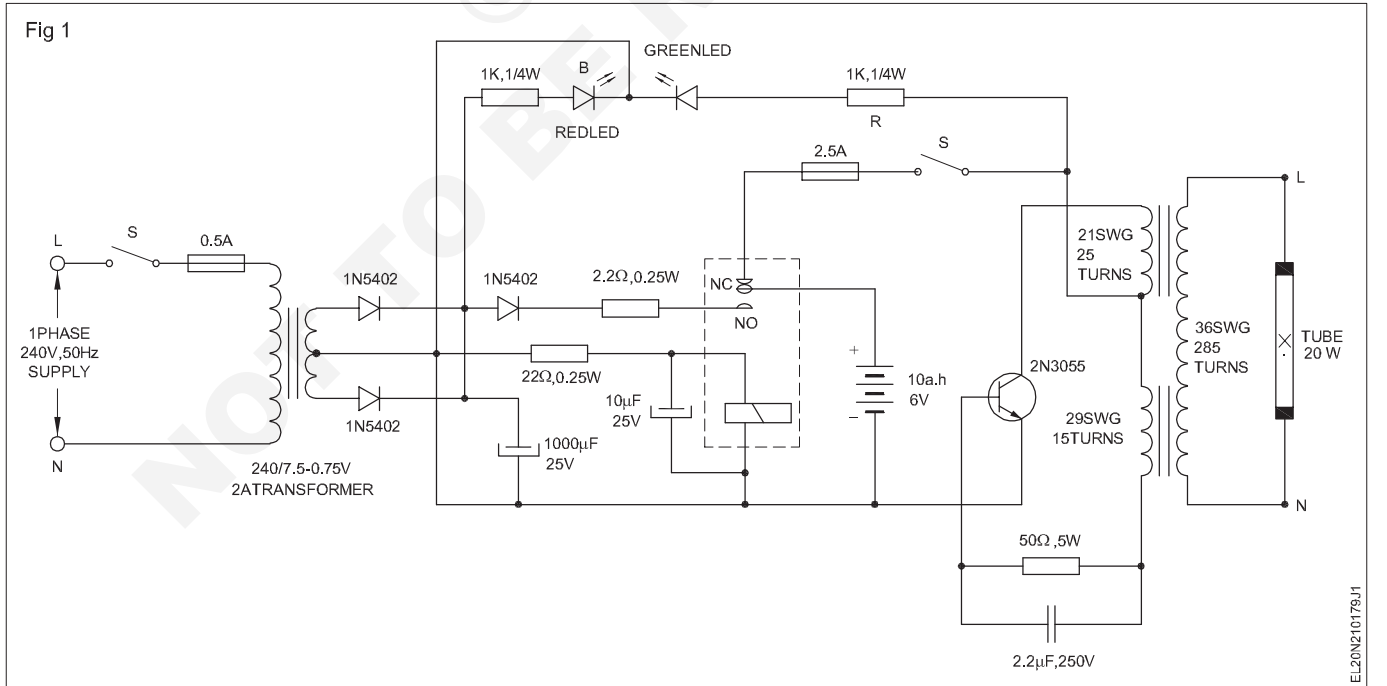 Fig 1
GREENLED
1K,1/4W
B
1K,1/4W
REDLED
R
2.5A
S
L
S
0.5A
1N5402
1N5402
2.2Ω,0.25W
NC
NO
1PHASE
240V,50Hz
SUPPLY
22Ω,0.25W
10µF
25V
+
10a.h
6V
−
2N3055
21SWG
25
TURNS
29SWG
15TURNS
36SWG
285
TURNS
L
TUBE
20 W
N
N
1N5402
1000µF
25V
240/7.5-0.75V
2ATRANSFORMER
50Ω,5W
2.2µF,250V
EL20N210179J1
NOT TO BE
©